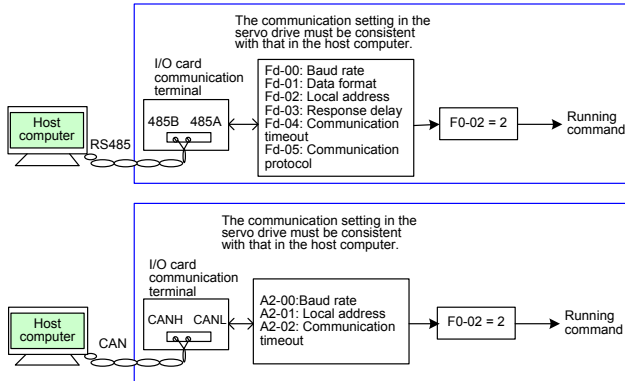 The communication setting in the
servo drive must be consistent
with that in the host computer.
I/O card
communication
terminal
485B 485A
Host
computer
RS485
Fd-00: Baud rate
Fd-01: Data format
Fd-02: Local address
Fd-03: Response delay
Fd-04: Communication
timeout
Fd-05: Communication
protocol
F0-02 = 2
Running
command
The communication setting in the
servo drive must be consistent
with that in the host computer.
I/O card
communication
terminal
CANH CANL
Host
computer
CAN
A2-00:Baud rate
A2-01: Local address
A2-02: Communication
timeout
F0-02 = 2
Running
command